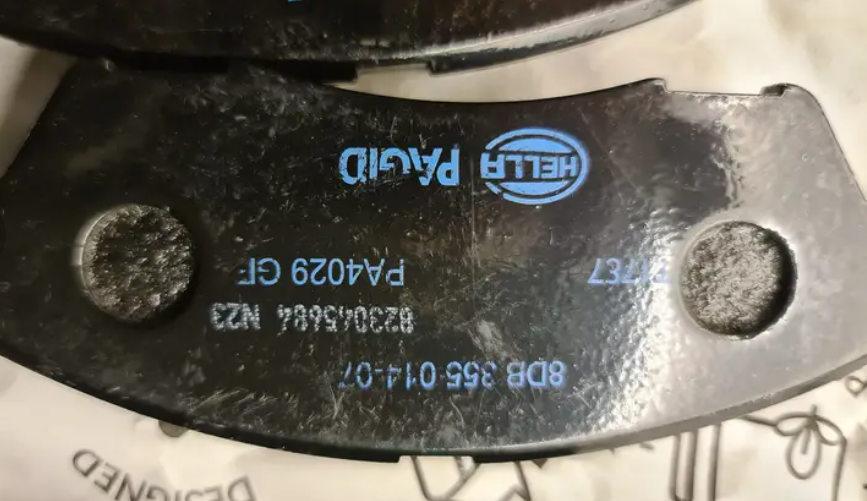 HELLA PAGID
PA4029 GF
823045684 N23
8DB 355 014-07
DESIGNED